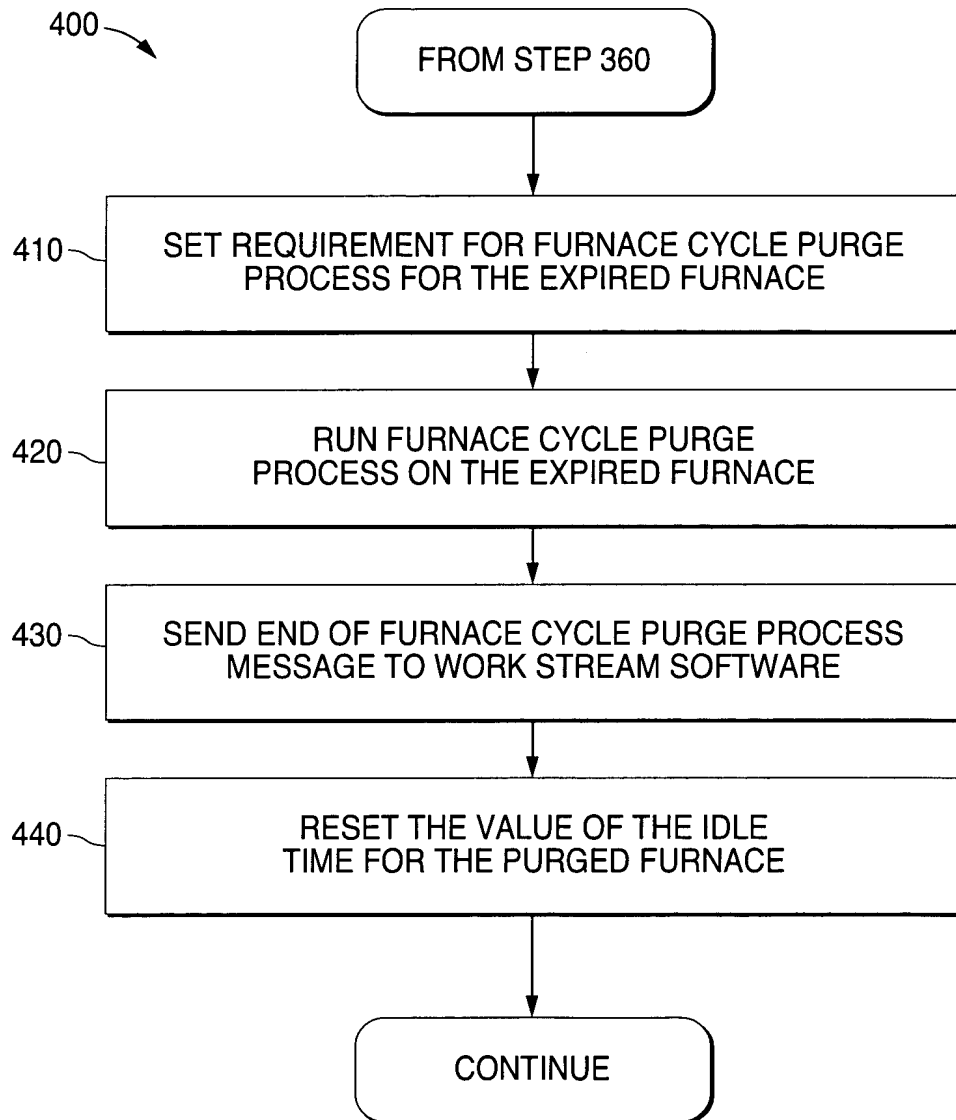 400
FROM STEP 360
410
SET REQUIREMENT FOR FURNACE CYCLE PURGE
PROCESS FOR THE EXPIRED FURNACE
420
RUN FURNACE CYCLE PURGE
PROCESS ON THE EXPIRED FURNACE
430
SEND END OF FURNACE CYCLE PURGE PROCESS
MESSAGE TO WORK STREAM SOFTWARE
440
RESET THE VALUE OF THE IDLE
TIME FOR THE PURGED FURNACE
CONTINUE